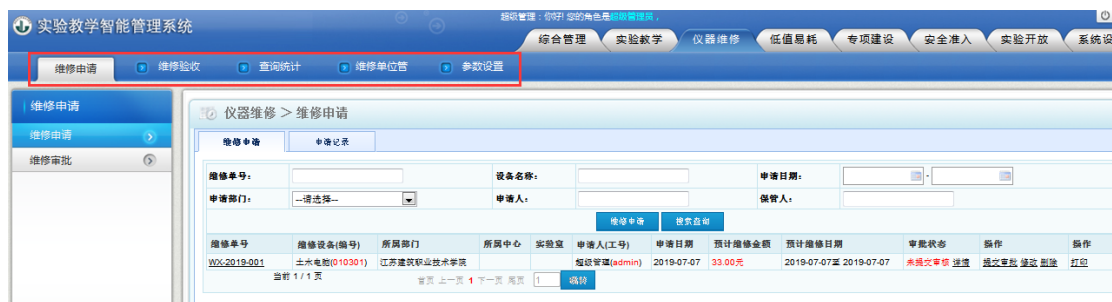 超级管理：你好! 您的角色是超级管理员，
实验教学智能管理系统
综合管理 实验教学 仪器维修 低值易耗 专项建设 安全准入 实验开放 系统设
维修申请 维修验收 查询统计 维修单位管 参数设置
维修申请
维修申请
维修审批
仪器维修 > 维修申请
维修申请 申请记录
维修单号： 设备名称： 申请日期： -
申请部门： --请选择-- 申请人： 保管人：
维修申请 搜索查询
维修单号 维修设备(编号) 所属部门 所属中心 实验室 申请人(工号) 申请日期 预计维修金额 预计维修日期 审批状态 操作 操作
WX-2019-001 土木电脑(010301) 江苏建筑职业技术学院 超级管理(admin) 2019-07-07 33.00元 2019-07-07至 2019-07-07 未提交审核 详情 提交审批 修改 删除 打印
当前 1 / 1 页 首页 上一页 1 下一页 尾页 1 跳转